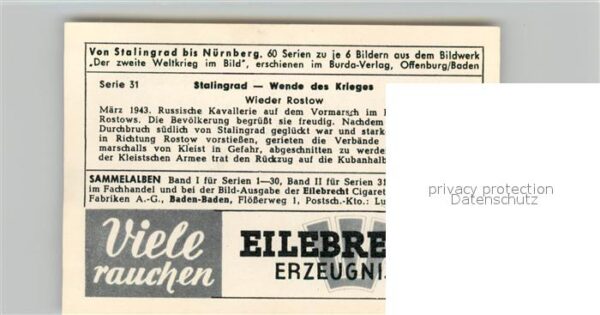 Von Stalingrad bis Nürnberg, 60 Serien zu je 6 Bildern aus dem Bildwerk
„Der zweite Weltkrieg im Bild", erschienen im Burda-Verlag, Offenburg/Baden
Serie 31 Stalingrad — Wende des Krieges
Wieder Rostow
März 1943. Russische Kavallerie auf dem Vormarsch im
Rostows. Die Bevölkerung begrüßt sie freudig. Nachdem
Durchbruch südlich von Stalingrad geglückt war und stark
in Richtung Rostow vorstießen, gerieten die Verbände
marschalls von Kleist in Gefahr, abgeschnitten zu werde
der Kleistschen Armee trat den Rückzug auf die Kubanhalb
SAMMELALBEN Band I für Serien 1—30, Band II für Serien 31
im Fachhandel und bei der Bild-Ausgabe der Eilebrecht Cigaret
Fabriken A.-G., Baden-Baden, Flößerweg 1, Postsch.-Kto.: Lu
privacy protection
Datenschutz
Viele
rauchen
EILEBRE
ERZEUGNI